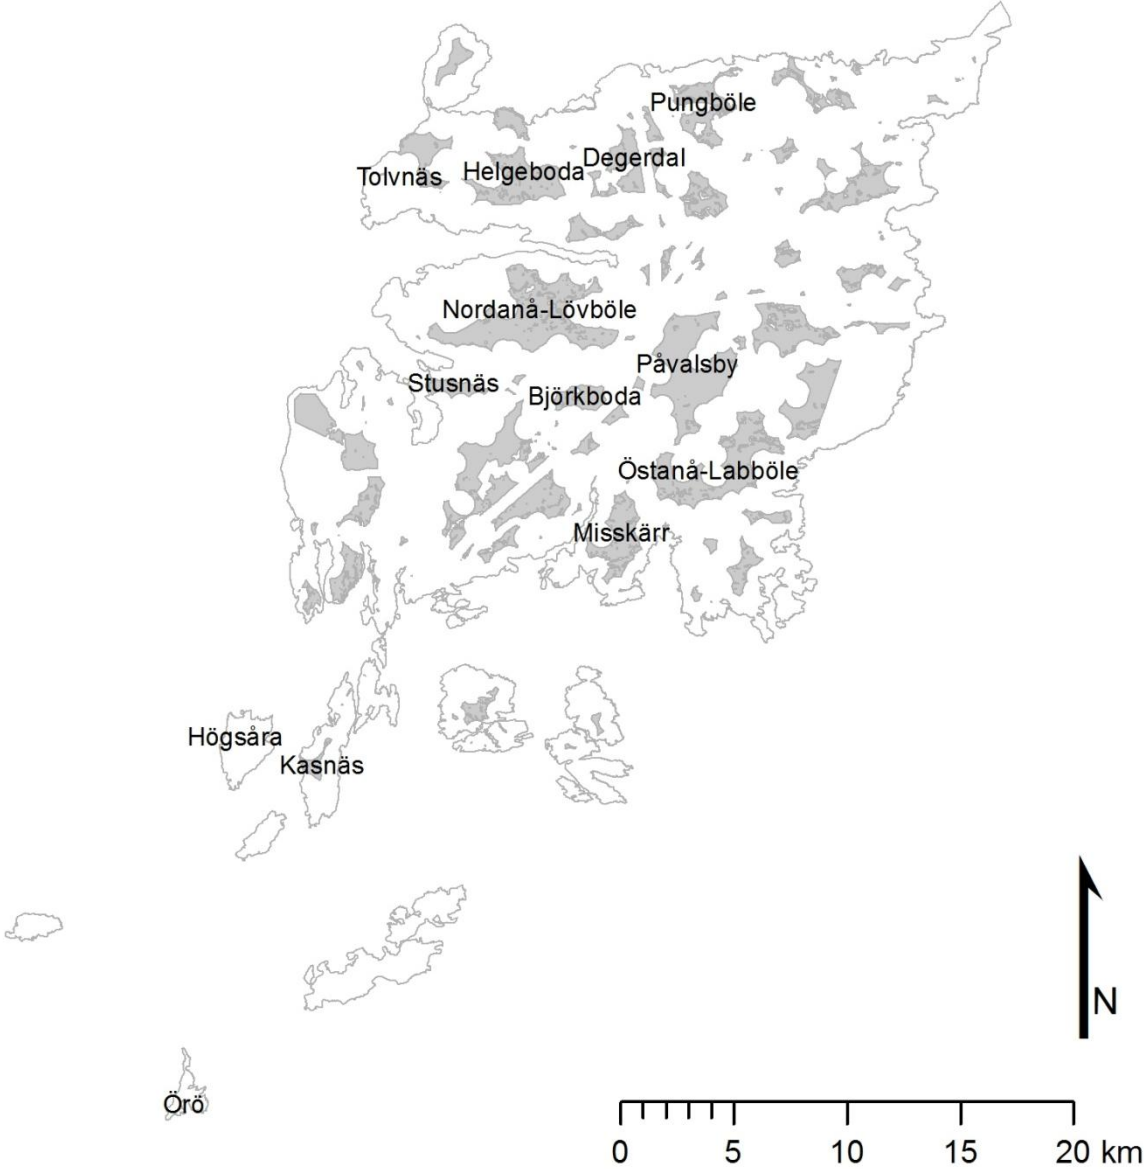 Pungböle
Degerdal
Helgeboda
Tolvnäs
Nordanå-Lövböle
Påvalsby
Stusnäs
Björkboda
Östanå-Labböle
Misskärr
Högsåra
Kasnäs
N
Örö
0 5 10 15 20 km